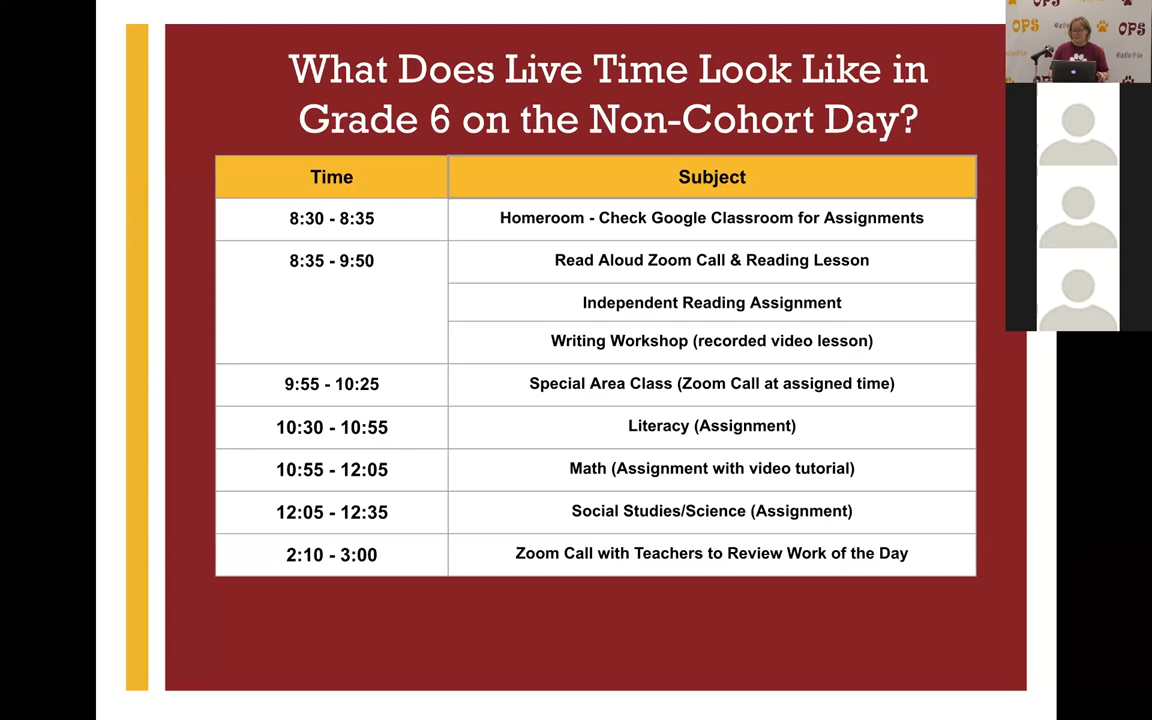 What Does Live Time Look Like in
Grade 6 on the Non-Cohort Day?
Time Subject
8:30 - 8:35 Homeroom - Check Google Classroom for Assignments
8:35 - 9:50 Read Aloud Zoom Call & Reading Lesson
Independent Reading Assignment
Writing Workshop (recorded video lesson)
9:55 - 10:25 Special Area Class (Zoom Call at assigned time)
10:30 - 10:55 Literacy (Assignment)
10:55 - 12:05 Math (Assignment with video tutorial)
12:05 - 12:35 Social Studies/Science (Assignment)
2:10 - 3:00 Zoom Call with Teachers to Review Work of the Day
OPS
OPS
OPS